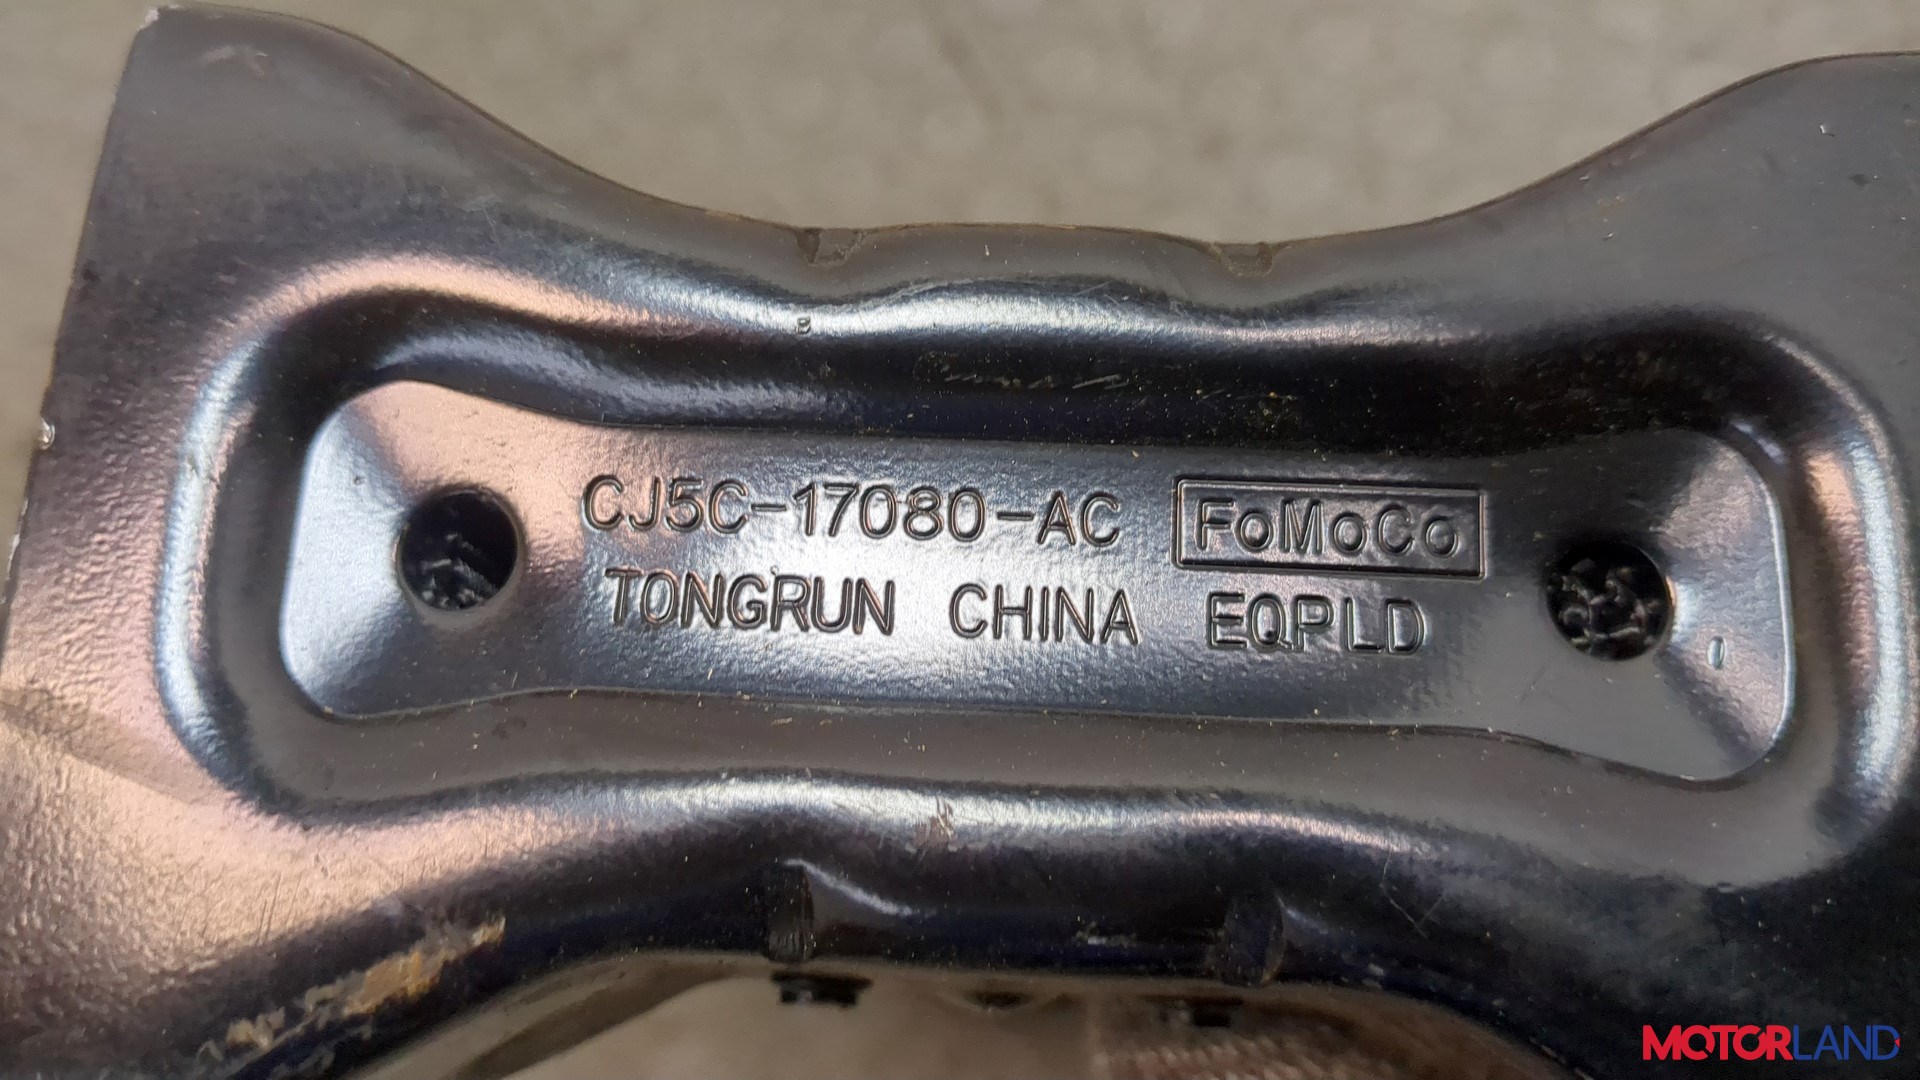 CJ5C-17080-AC FoMoCo
TONGRUN CHINA EQPLD
MOTORLAND